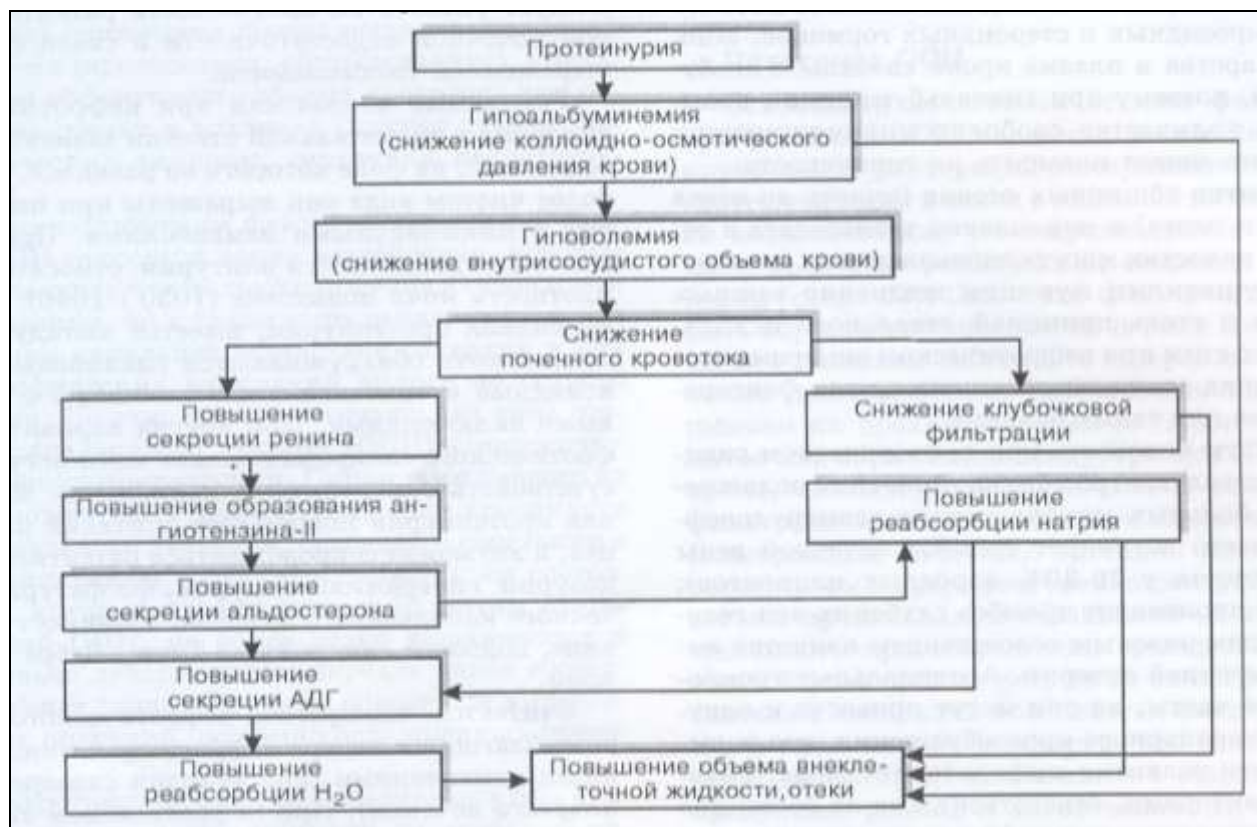 Протеинурия
Гипоальбуминемия
(снижение коллоидно-осмотического
давления крови)
Гиповолемия
(снижение внутрисосудистого объема крови)
Снижение
почечного кровотока
Повышение
секреции ренина
Снижение клубочковой
фильтрации
Повышение образования ан-
гиотензина-II
Повышение
реабсорбции натрия
Повышение
секреции альдостерона
Повышение
секреции АДГ
Повышение
реабсорбции H₂O
Повышение объема внекле-
точной жидкости, отеки